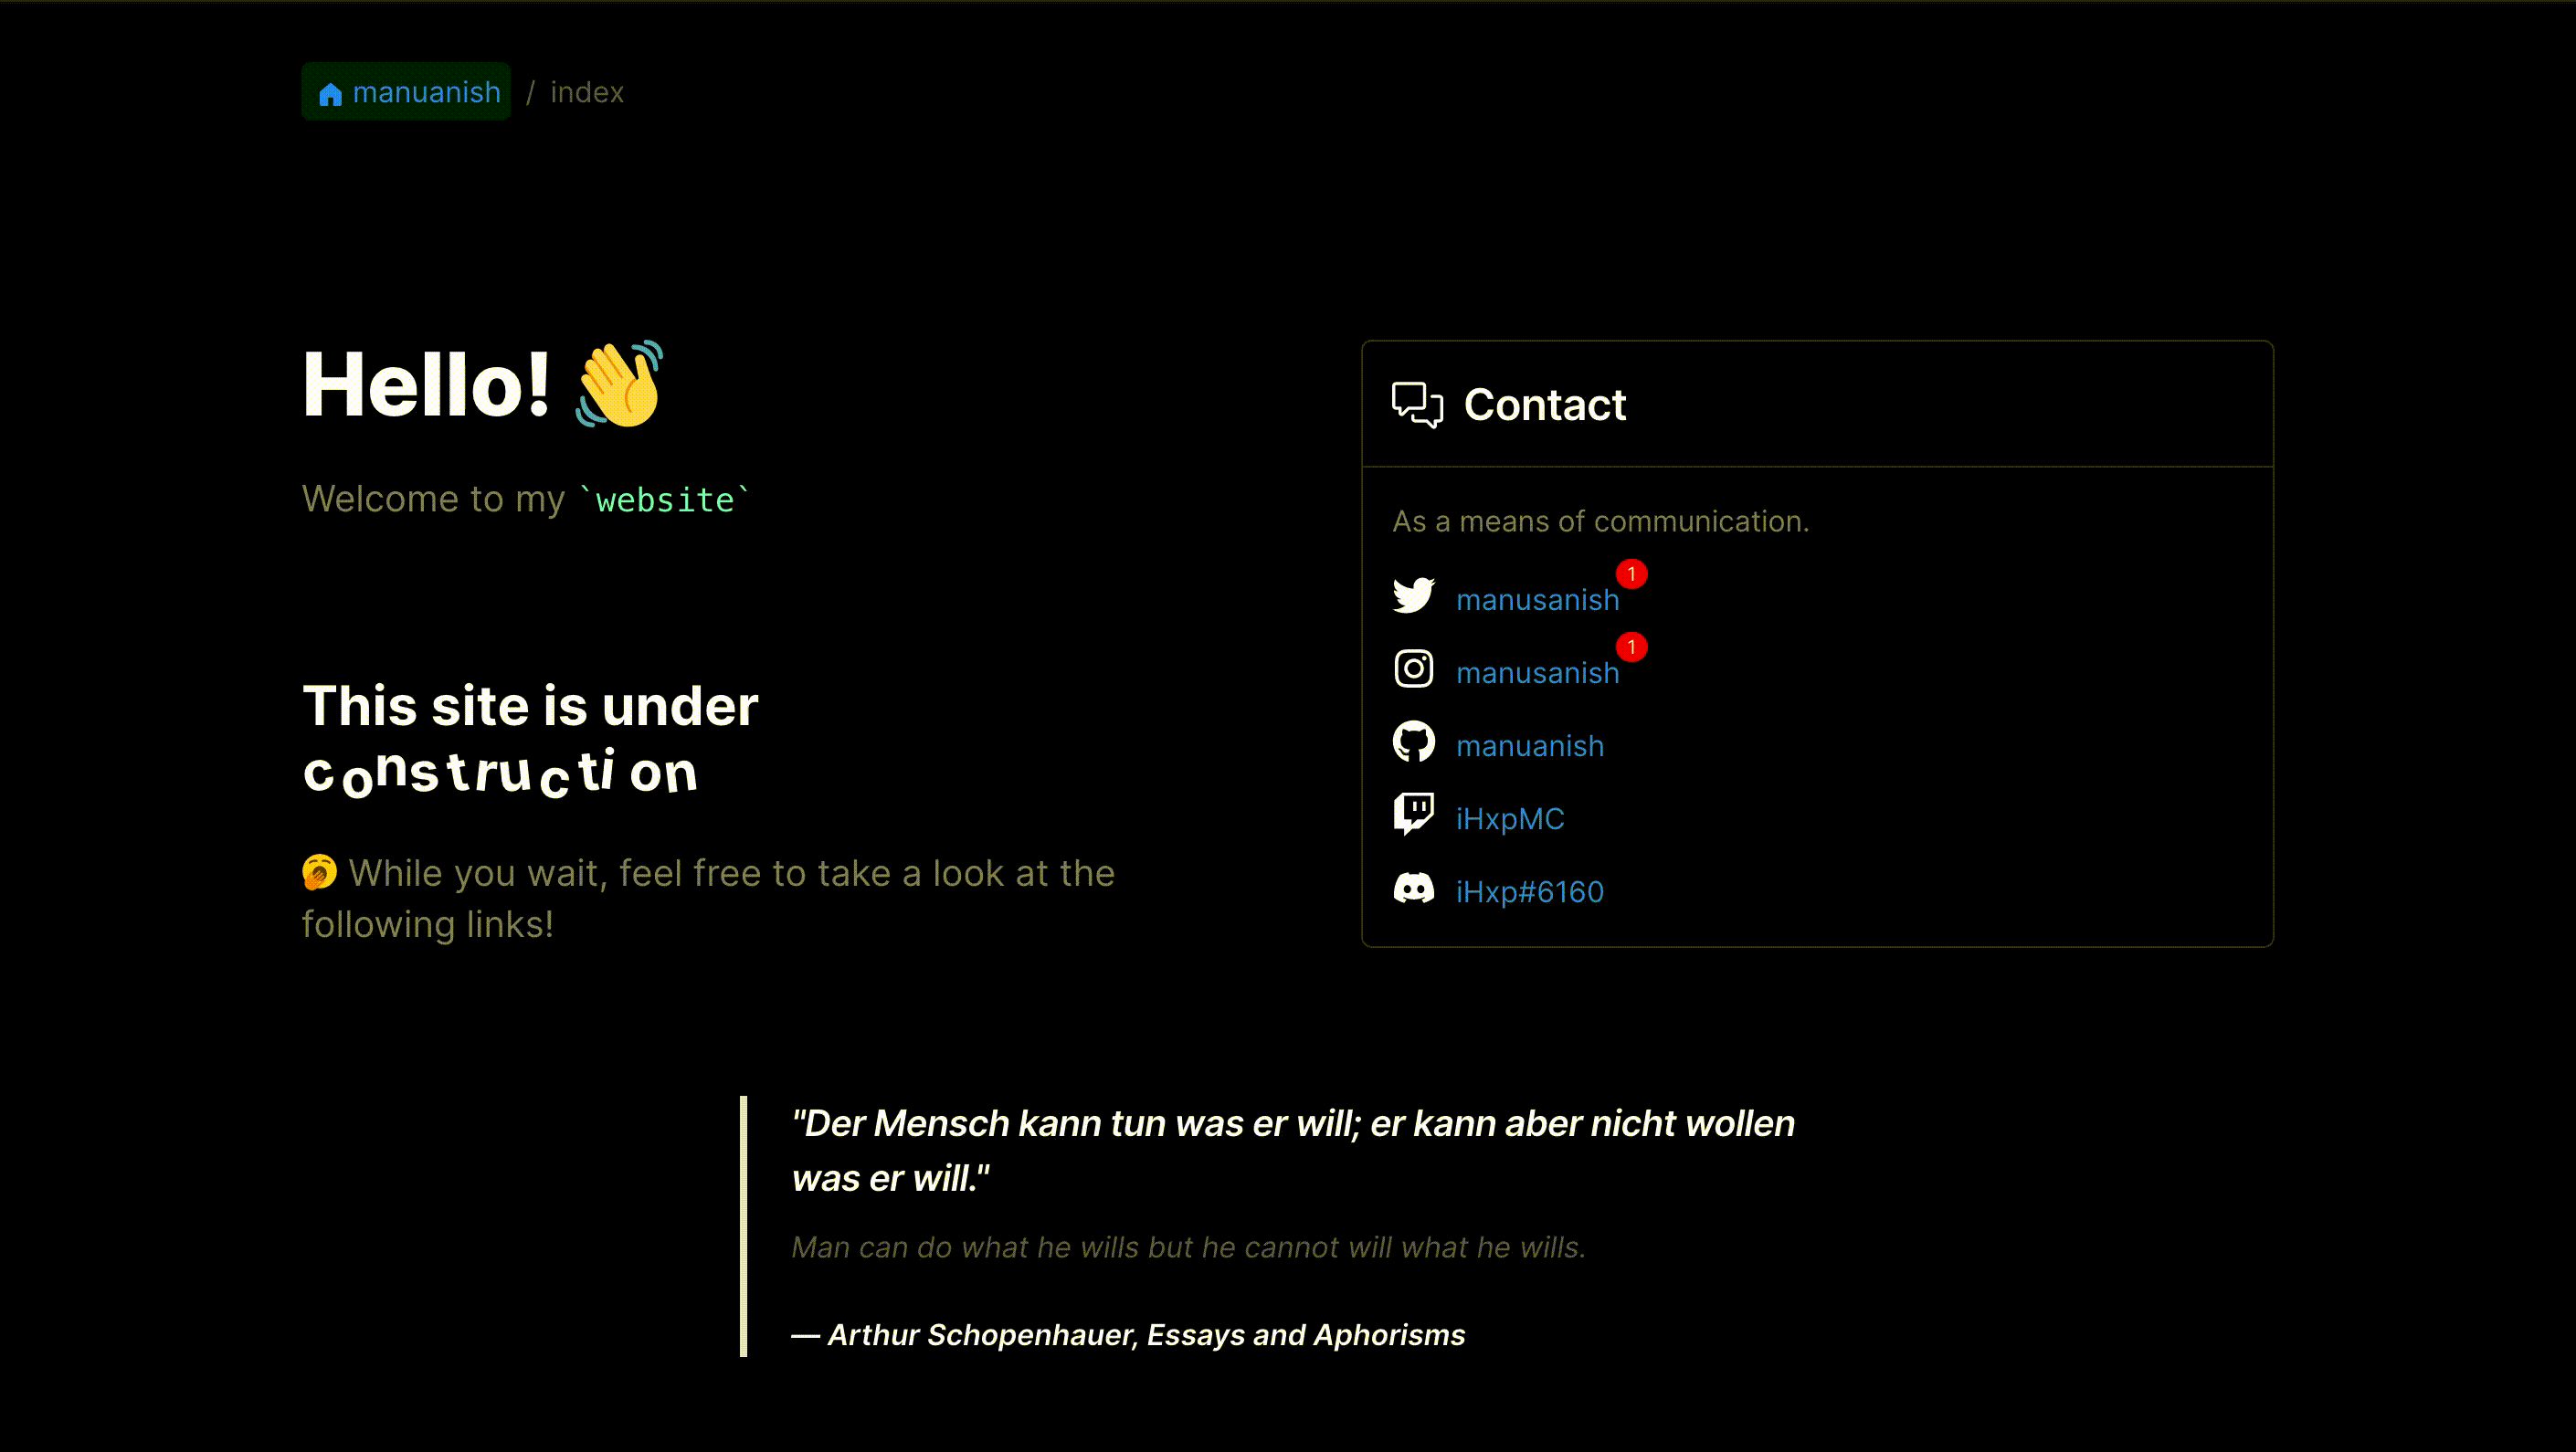 manuanish / index
Hello! 👋
Welcome to my `website`
This site is under
construction
🥱 While you wait, feel free to take a look at the
following links!
Contact
As a means of communication.
manusanish 1
manusanish 1
manuanish
iHxpMC
iHxp#6160
"Der Mensch kann tun was er will; er kann aber nicht wollen
was er will."
Man can do what he wills but he cannot will what he wills.
— Arthur Schopenhauer, Essays and Aphorisms